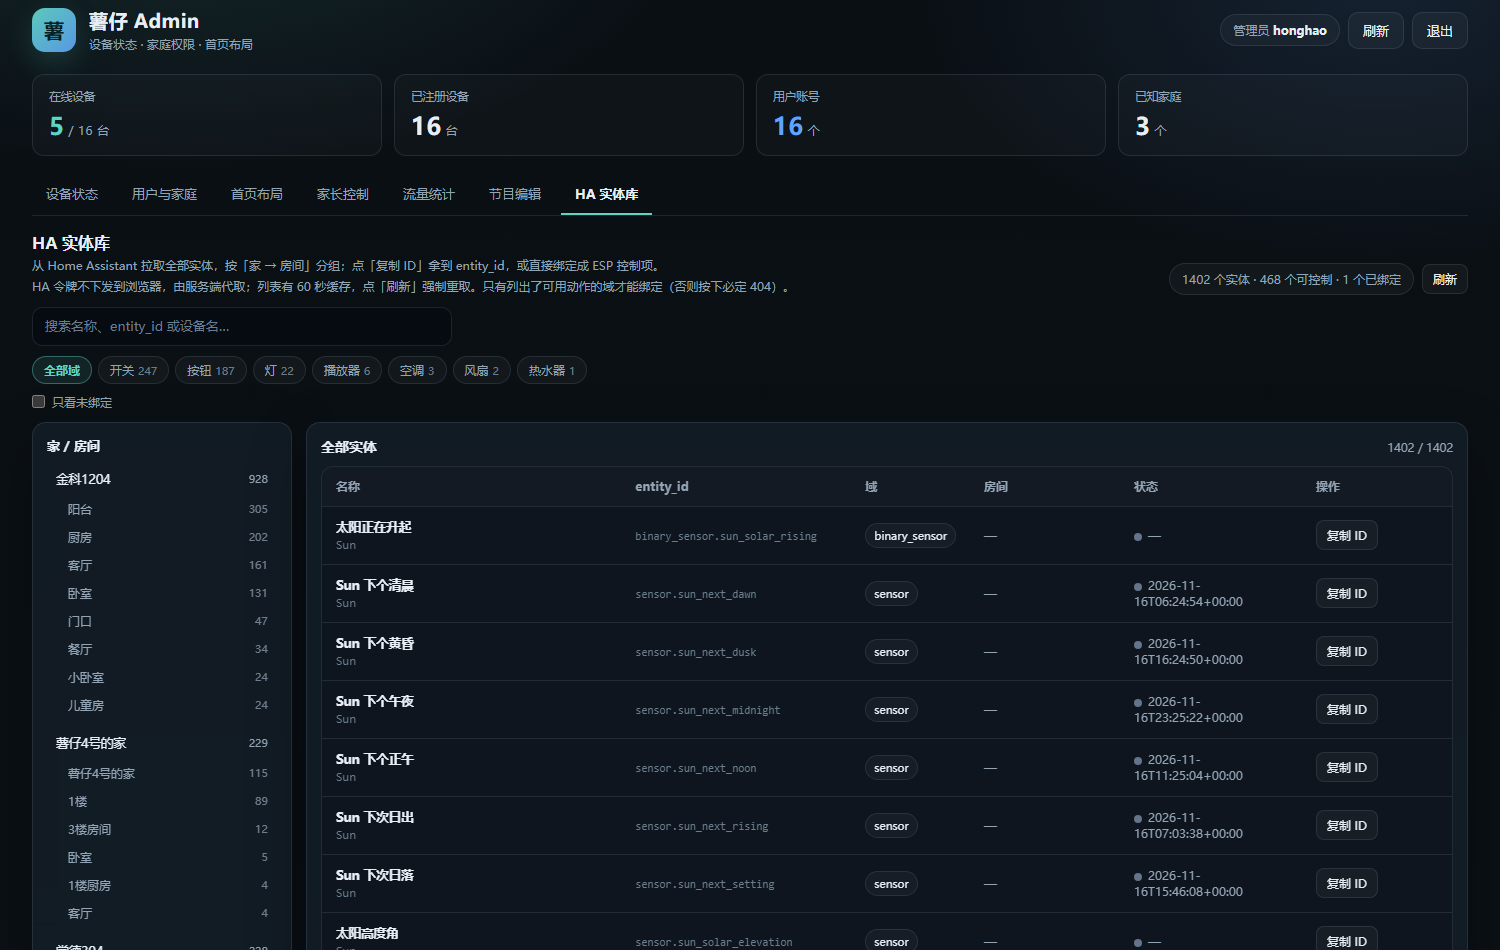 薯
薯仔 Admin
设备状态 · 家庭权限 · 首页布局
管理员 honghao
刷新
退出
在线设备
5 / 16 台
已注册设备
16 台
用户账号
16 个
已知家庭
3 个
设备状态
用户与家庭
首页布局
家长控制
流量统计
节目编辑
HA 实体库
HA 实体库
从 Home Assistant 拉取全部实体，按「家 → 房间」分组；点「复制 ID」拿到 entity_id，或直接绑定成 ESP 控制项。
HA 令牌不下发到浏览器，由服务端代取；列表有 60 秒缓存，点「刷新」强制重取。只有列出了可用动作的域才能绑定（否则按下必定 404）。
1402 个实体 · 468 个可控制 · 1 个已绑定
刷新
搜索名称、entity_id 或设备名...
全部域
开关 247
按钮 187
灯 22
播放器 6
空调 3
风扇 2
热水器 1
只看未绑定
家 / 房间
金科1204 928
阳台 305
厨房 202
客厅 161
卧室 131
门口 47
餐厅 34
小卧室 24
儿童房 24
薯仔4号的家 229
薯仔4号的家 115
1楼 89
3楼房间 12
卧室 5
1楼厨房 4
客厅 4
全部实体
1402 / 1402
名称 entity_id 域 房间 状态 操作
太阳正在升起
Sun
binary_sensor.sun_solar_rising
binary_sensor
—
—
复制 ID
Sun 下个清晨
Sun
sensor.sun_next_dawn
sensor
—
2026-11-
16T06:24:54+00:00
复制 ID
Sun 下个黄昏
Sun
sensor.sun_next_dusk
sensor
—
2026-11-
16T16:24:50+00:00
复制 ID
Sun 下个午夜
Sun
sensor.sun_next_midnight
sensor
—
2026-11-
16T23:25:22+00:00
复制 ID
Sun 下个正午
Sun
sensor.sun_next_noon
sensor
—
2026-11-
16T11:25:04+00:00
复制 ID
Sun 下次日出
Sun
sensor.sun_next_rising
sensor
—
2026-11-
16T07:03:38+00:00
复制 ID
Sun 下次日落
Sun
sensor.sun_next_setting
sensor
—
2026-11-
16T15:46:08+00:00
复制 ID
太阳高度角
sensor.sun_solar_elevation
sensor
—
—
复制 ID